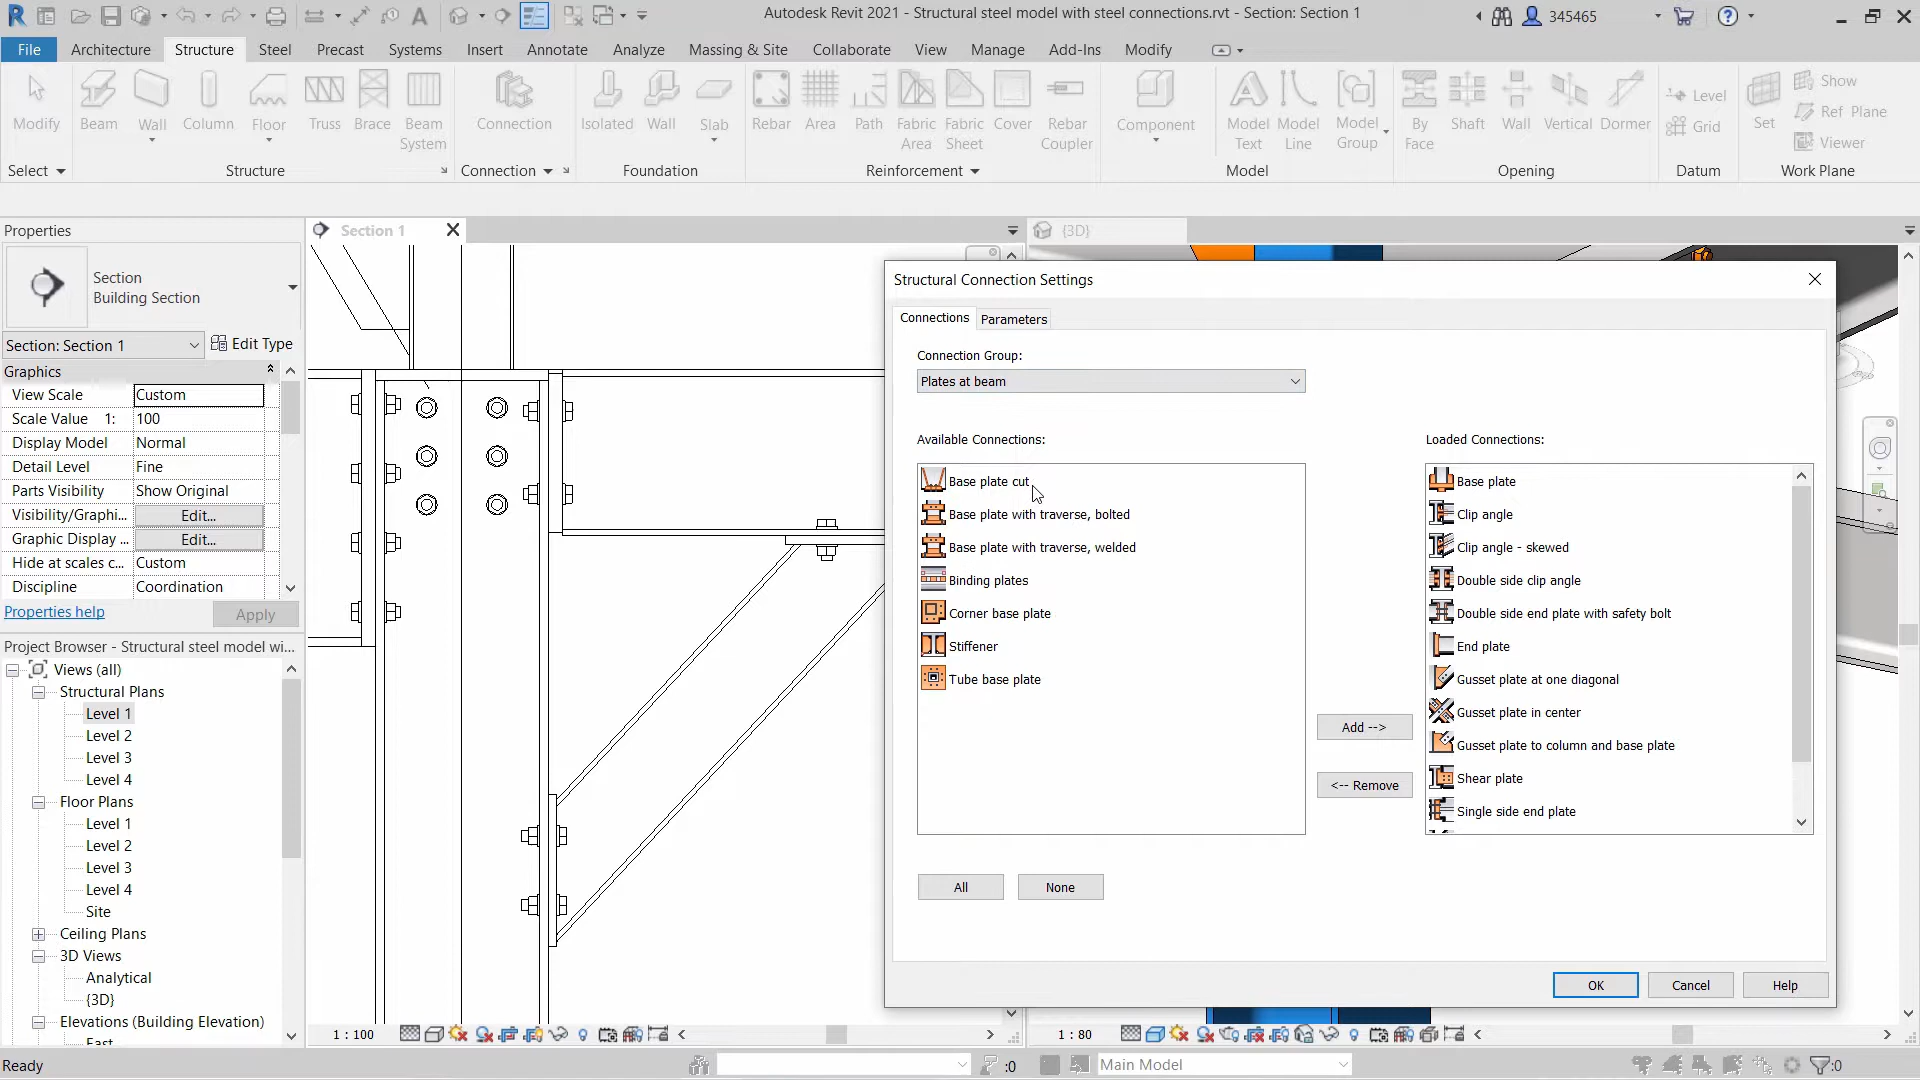 Autodesk Revit 2021 - Structural steel model with steel connections.rvt - Section: Section 1
345465
File Architecture Structure Steel Precast Systems Insert Annotate Analyze Massing & Site Collaborate View Manage Add-Ins Modify
Modify
Beam
Wall
Column
Floor
Truss
Brace
Beam
System
Connection
Isolated
Wall
Slab
Rebar
Area
Path
Fabric
Area
Fabric
Sheet
Cover
Rebar
Coupler
Component
Model
Text
Model
Line
Model
Group
By
Face
Shaft
Wall
Vertical
Dormer
Level
Grid
Set
Show
Ref Plane
Viewer
Select
Structure
Connection
Foundation
Reinforcement
Model
Opening
Datum
Work Plane
Properties
Section
Building Section
Section: Section 1
Edit Type
Graphics
View Scale Custom
Scale Value 1: 100
Display Model Normal
Detail Level Fine
Parts Visibility Show Original
Visibility/Graphi... Edit...
Graphic Display ... Edit...
Hide at scales c... Custom
Discipline Coordination
Properties help
Apply
Project Browser - Structural steel model wi...
Views (all)
Structural Plans
Level 1
Level 2
Level 3
Level 4
Floor Plans
Level 1
Level 2
Level 3
Level 4
Site
Ceiling Plans
3D Views
Analytical
{3D}
Elevations (Building Elevation)
East
Section 1
{3D}
Structural Connection Settings
Connections
Parameters
Connection Group:
Plates at beam
Available Connections:
Base plate cut
Base plate with traverse, bolted
Base plate with traverse, welded
Binding plates
Corner base plate
Stiffener
Tube base plate
Add -->
<-- Remove
Loaded Connections:
Base plate
Clip angle
Clip angle - skewed
Double side clip angle
Double side end plate with safety bolt
End plate
Gusset plate at one diagonal
Gusset plate in center
Gusset plate to column and base plate
Shear plate
Single side end plate
All
None
OK
Cancel
Help
1 : 100
1 : 80
Ready
:0
Main Model
:0